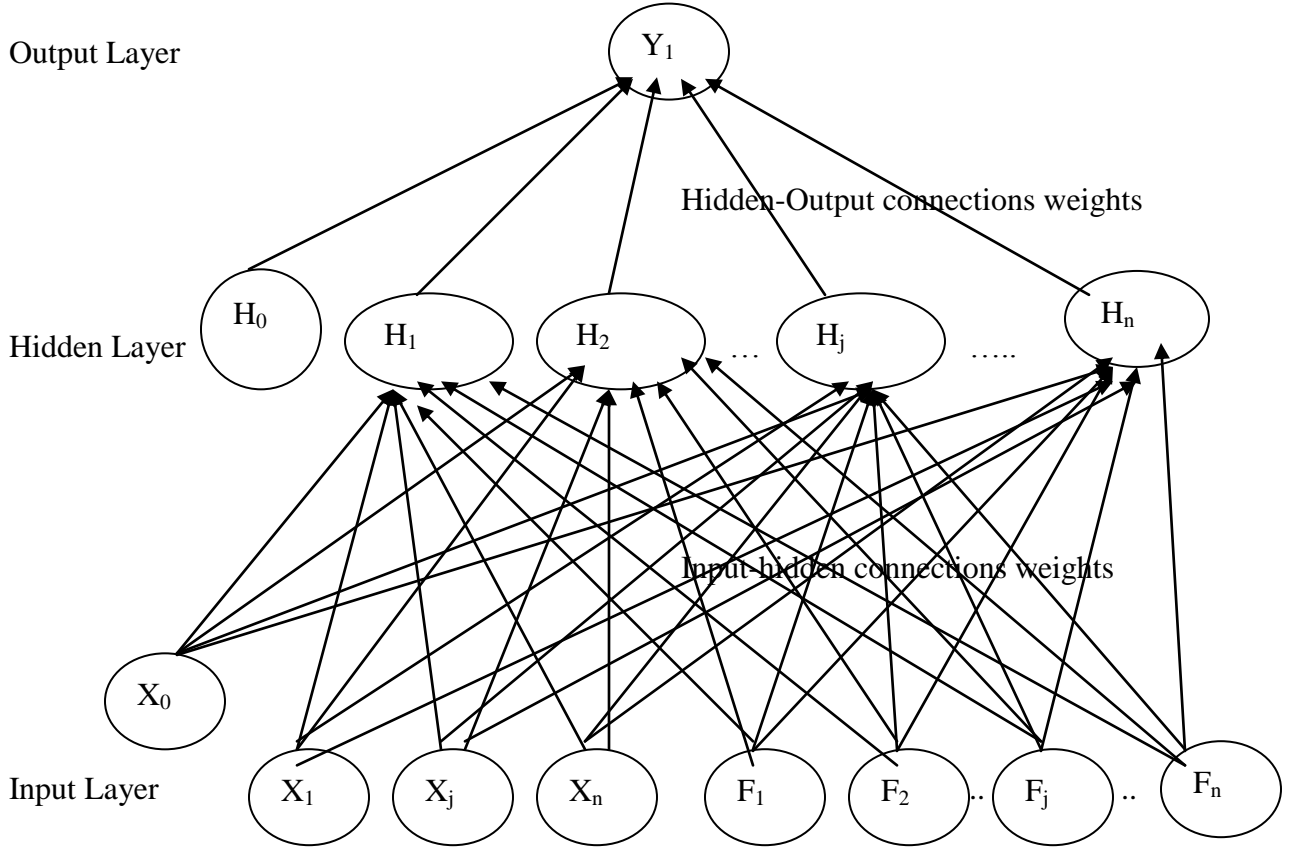 Output Layer Y₁
Hidden-Output connections weights
Hidden Layer H₀ H₁ H₂ … Hⱼ ….. Hₙ
Input-hidden connections weights
X₀
Input Layer X₁ Xⱼ Xₙ F₁ F₂ .. Fⱼ .. Fₙ